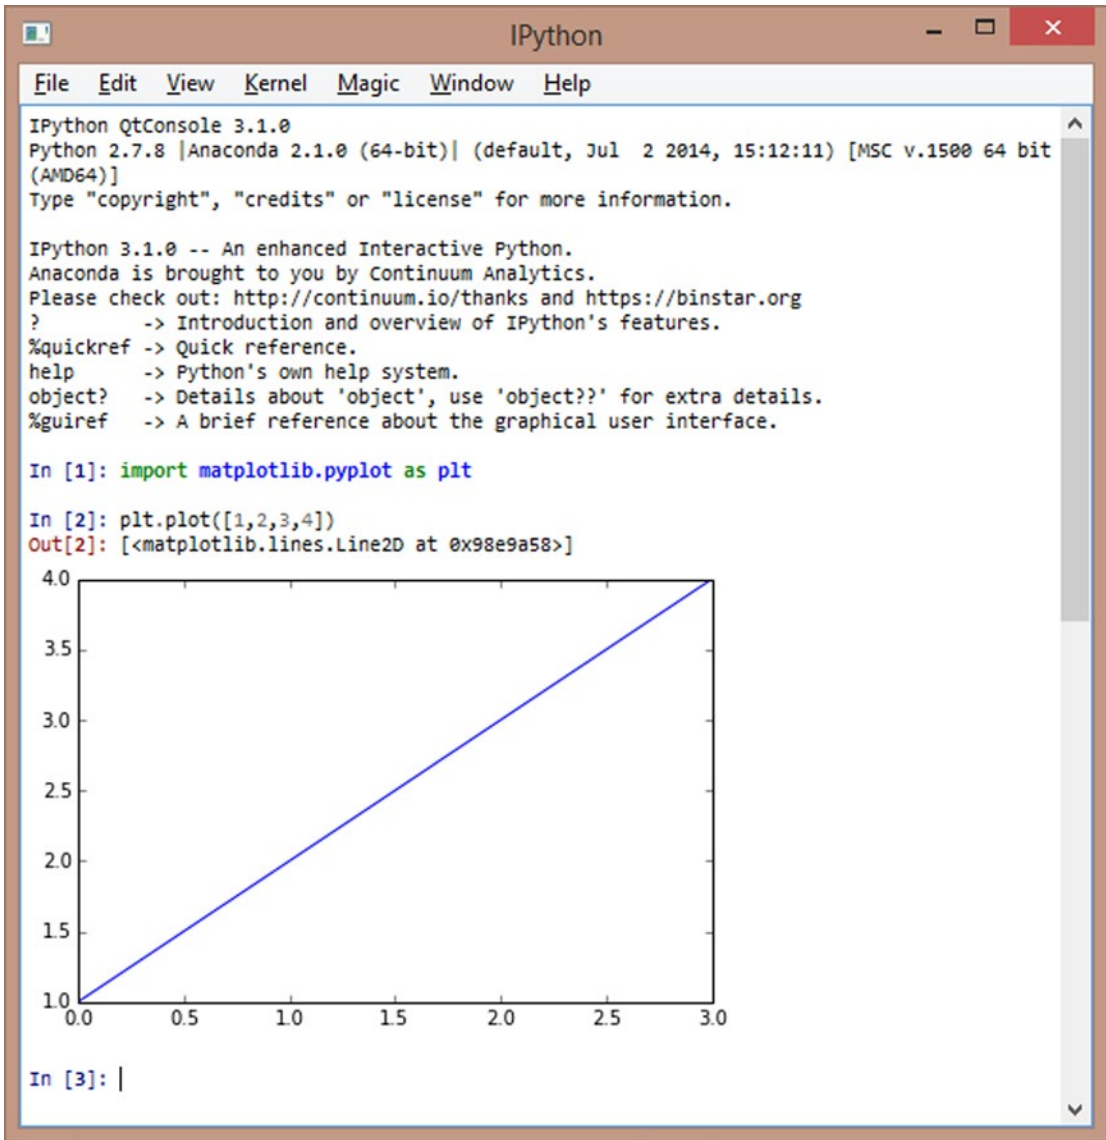 IPython
File Edit View Kernel Magic Window Help
IPython QtConsole 3.1.0
Python 2.7.8 |Anaconda 2.1.0 (64-bit)| (default, Jul  2 2014, 15:12:11) [MSC v.1500 64 bit
(AMD64)]
Type "copyright", "credits" or "license" for more information.
IPython 3.1.0 -- An enhanced Interactive Python.
Anaconda is brought to you by Continuum Analytics.
Please check out: http://continuum.io/thanks and https://binstar.org
?         -> Introduction and overview of IPython's features.
%quickref -> Quick reference.
help      -> Python's own help system.
object?   -> Details about 'object', use 'object??' for extra details.
%guiref   -> A brief reference about the graphical user interface.
In [1]: import matplotlib.pyplot as plt
In [2]: plt.plot([1,2,3,4])
Out[2]: [<matplotlib.lines.Line2D at 0x98e9a58>]
4.0
3.5
3.0
2.5
2.0
1.5
1.0
0.0 0.5 1.0 1.5 2.0 2.5 3.0
In [3]: